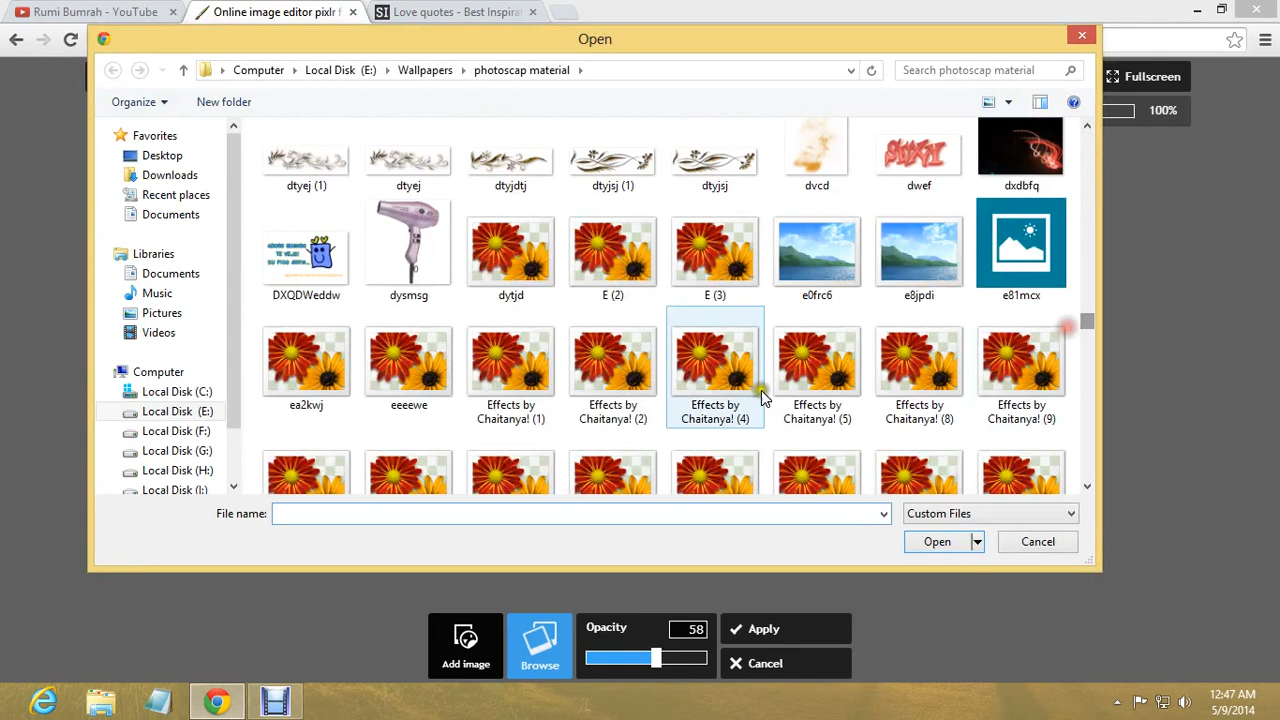 Rumi Bumrah - YouTube
Online image editor pixlr f
Love quotes - Best Inspirat
Open
Computer
Local Disk (E:)
Wallpapers
photoscap material
Search photoscap material
Fullscreen
Organize
New folder
100%
Favorites
Desktop
Downloads
Recent places
Documents
Libraries
Documents
Music
Pictures
Videos
Computer
Local Disk (C:)
Local Disk (E:)
Local Disk (F:)
Local Disk (G:)
Local Disk (H:)
Local Disk (I:)
dtyej (1)
dtyej
dtyjdtj
dtyjsj (1)
dtyjsj
dvcd
dwef
dxdbfq
DXQDWeddw
dysmsg
dytjd
E (2)
E (3)
e0frc6
e8jpdi
e81mcx
ea2kwj
eeeewe
Effects by
Chaitanya! (1)
Effects by
Chaitanya! (2)
Effects by
Chaitanya! (4)
Effects by
Chaitanya! (5)
Effects by
Chaitanya! (8)
Effects by
Chaitanya! (9)
File name:
Custom Files
Open
Cancel
Add image
Browse
Opacity
58
Apply
Cancel
12:47 AM
5/9/2014